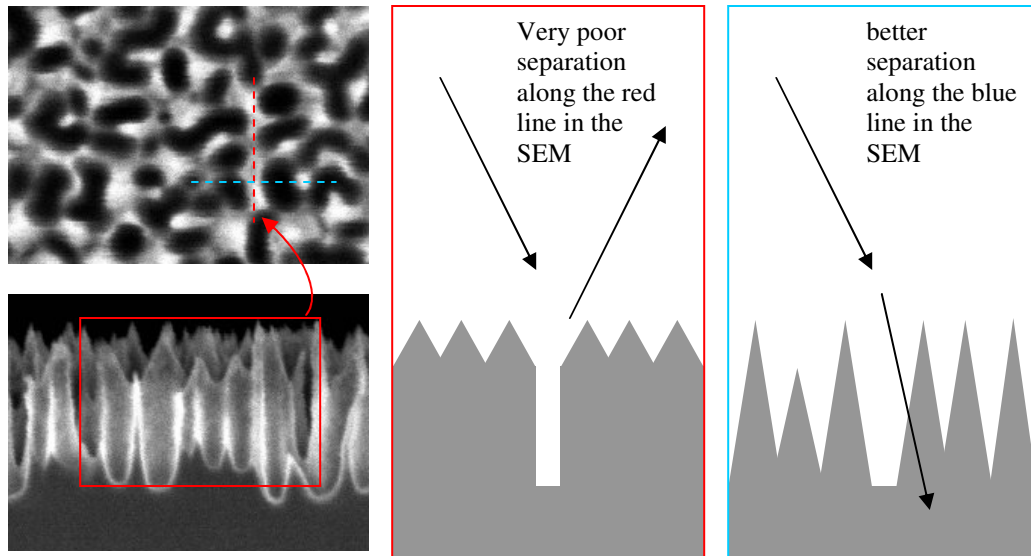 Very poor
separation
along the red
line in the
SEM
better
separation
along the blue
line in the
SEM